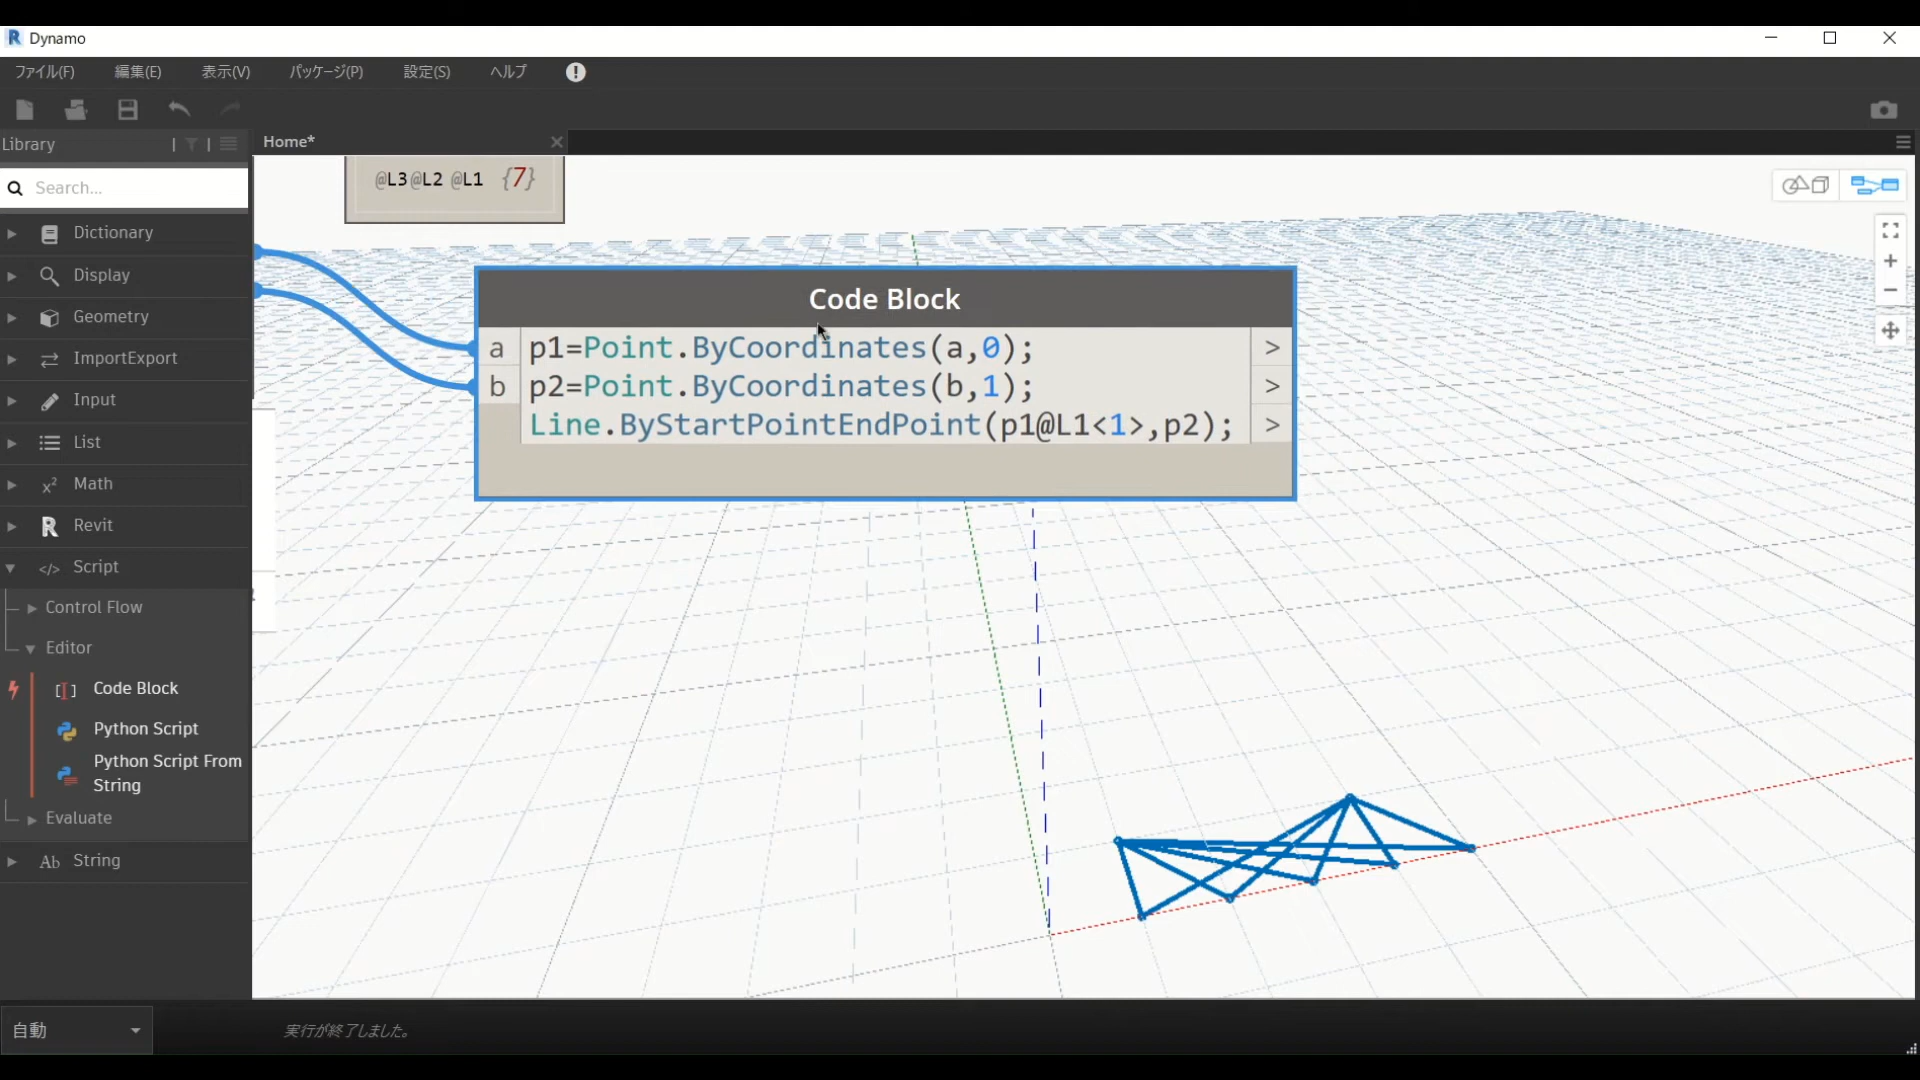 Dynamo
ファイル(F) 編集(E) 表示(V) パッケージ(P) 設定(S) ヘルプ
Library
Home*
Search...
Dictionary
Display
Geometry
ImportExport
Input
List
Math
Revit
Script
Control Flow
Editor
Code Block
Python Script
Python Script From
String
Evaluate
String
@L3@L2 @L1 {7}
Code Block
a p1=Point.ByCoordinates(a,0); >
b p2=Point.ByCoordinates(b,1); >
Line.ByStartPointEndPoint(p1@L1<1>,p2); >
自動
実行が終了しました。